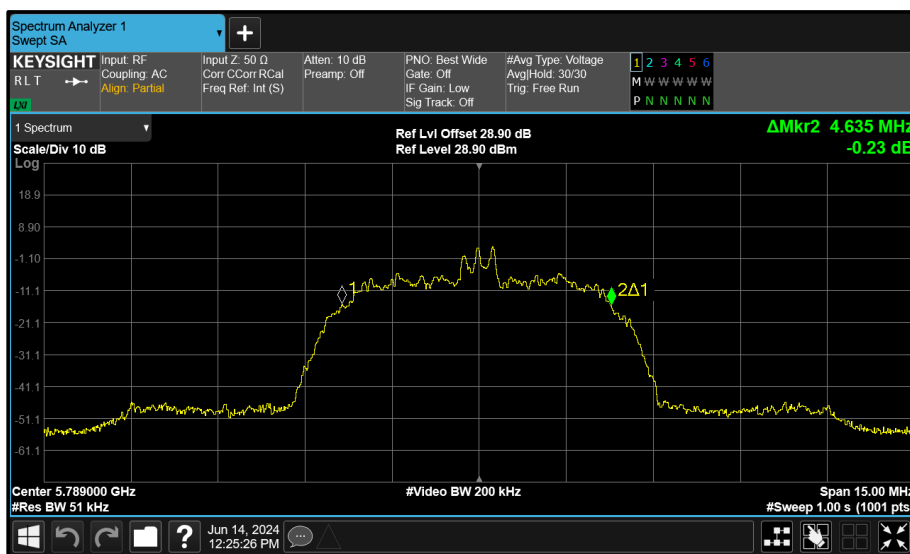 Spectrum Analyzer 1
Swept SA
KEYSIGHT
R L T
LXI
Input: RF
Coupling: AC
Align: Partial
Input Z: 50 Ω
Corr CCorr RCal
Freq Ref: Int (S)
Atten: 10 dB
Preamp: Off
PNO: Best Wide
Gate: Off
IF Gain: Low
Sig Track: Off
#Avg Type: Voltage
Avg|Hold: 30/30
Trig: Free Run
1 2 3 4 5 6
M W W W W W
P N N N N N
1 Spectrum
Scale/Div 10 dB
Log
Ref Lvl Offset 28.90 dB
Ref Level 28.90 dBm
ΔMkr2 4.635 MHz
-0.23 dB
18.9
8.90
-1.10
-11.1
-21.1
-31.1
-41.1
-51.1
-61.1
1
2Δ1
Center 5.789000 GHz
#Res BW 51 kHz
#Video BW 200 kHz
Span 15.00 MHz
#Sweep 1.00 s (1001 pts
?
Jun 14, 2024
12:25:26 PM